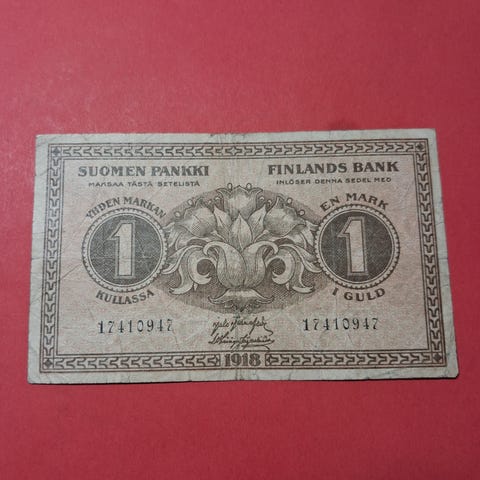 SUOMEN PANKKI
MAKSAA TÄSTÄ SETELISTÄ
YHDEN MARKAN
1
KULLASSA
17410947
FINLANDS BANK
INLÖSER DENNA SEDEL MED
EN MARK
1
I GULD
17410947
1918